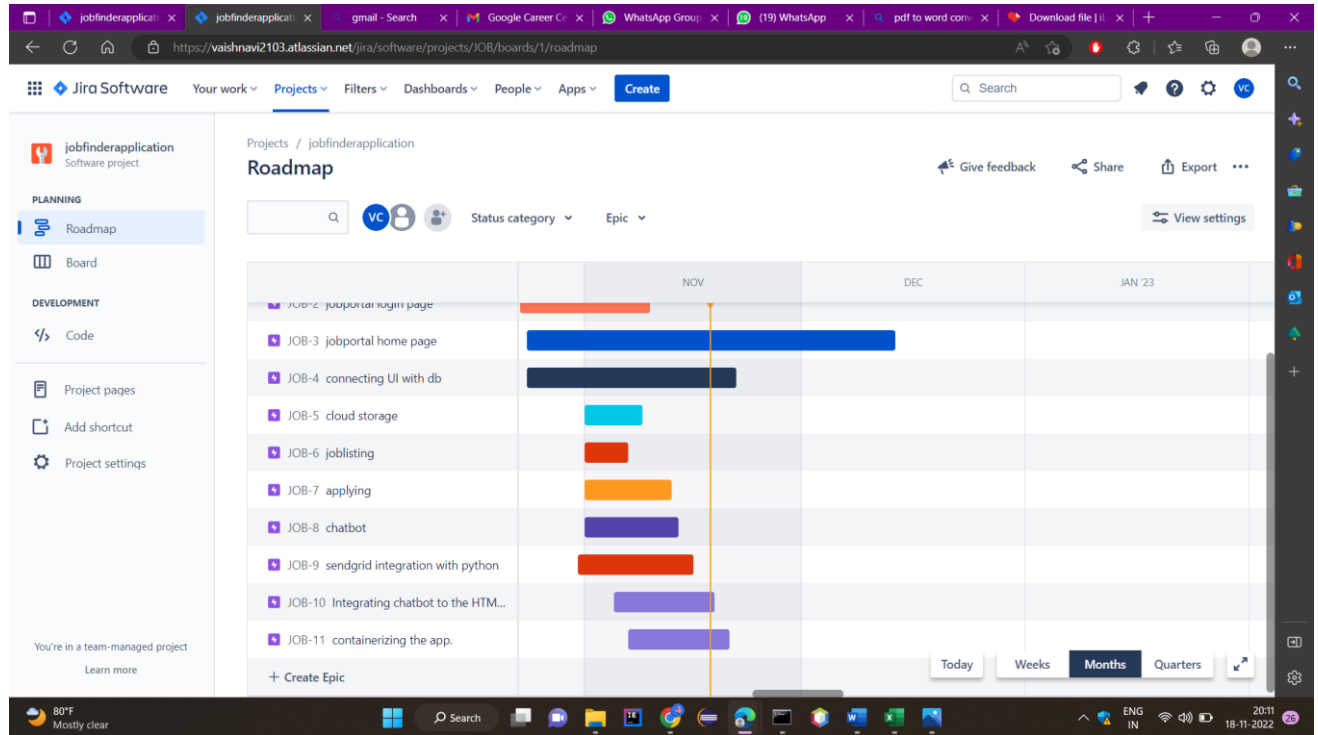 jobfinderapplicati
jobfinderapplicati
gmail - Search
Google Career Ce
WhatsApp Group
(19) WhatsApp
pdf to word conv
Download file | iL
https://vaishnavi2103.atlassian.net/jira/software/projects/JOB/boards/1/roadmap
Jira Software
Your work
Projects
Filters
Dashboards
People
Apps
Create
Search
VC
jobfinderapplication
Software project
PLANNING
Roadmap
Board
DEVELOPMENT
Code
Project pages
Add shortcut
Project settings
You're in a team-managed project
Learn more
Projects / jobfinderapplication
Roadmap
Give feedback
Share
Export
VC
Status category
Epic
View settings
NOV
DEC
JAN '23
JOB-2 jobportal login page
JOB-3 jobportal home page
JOB-4 connecting UI with db
JOB-5 cloud storage
JOB-6 joblisting
JOB-7 applying
JOB-8 chatbot
JOB-9 sendgrid integration with python
JOB-10 Integrating chatbot to the HTM...
JOB-11 containerizing the app.
+ Create Epic
Today
Weeks
Months
Quarters
80°F
Mostly clear
Search
ENG
IN
20:11
18-11-2022
26